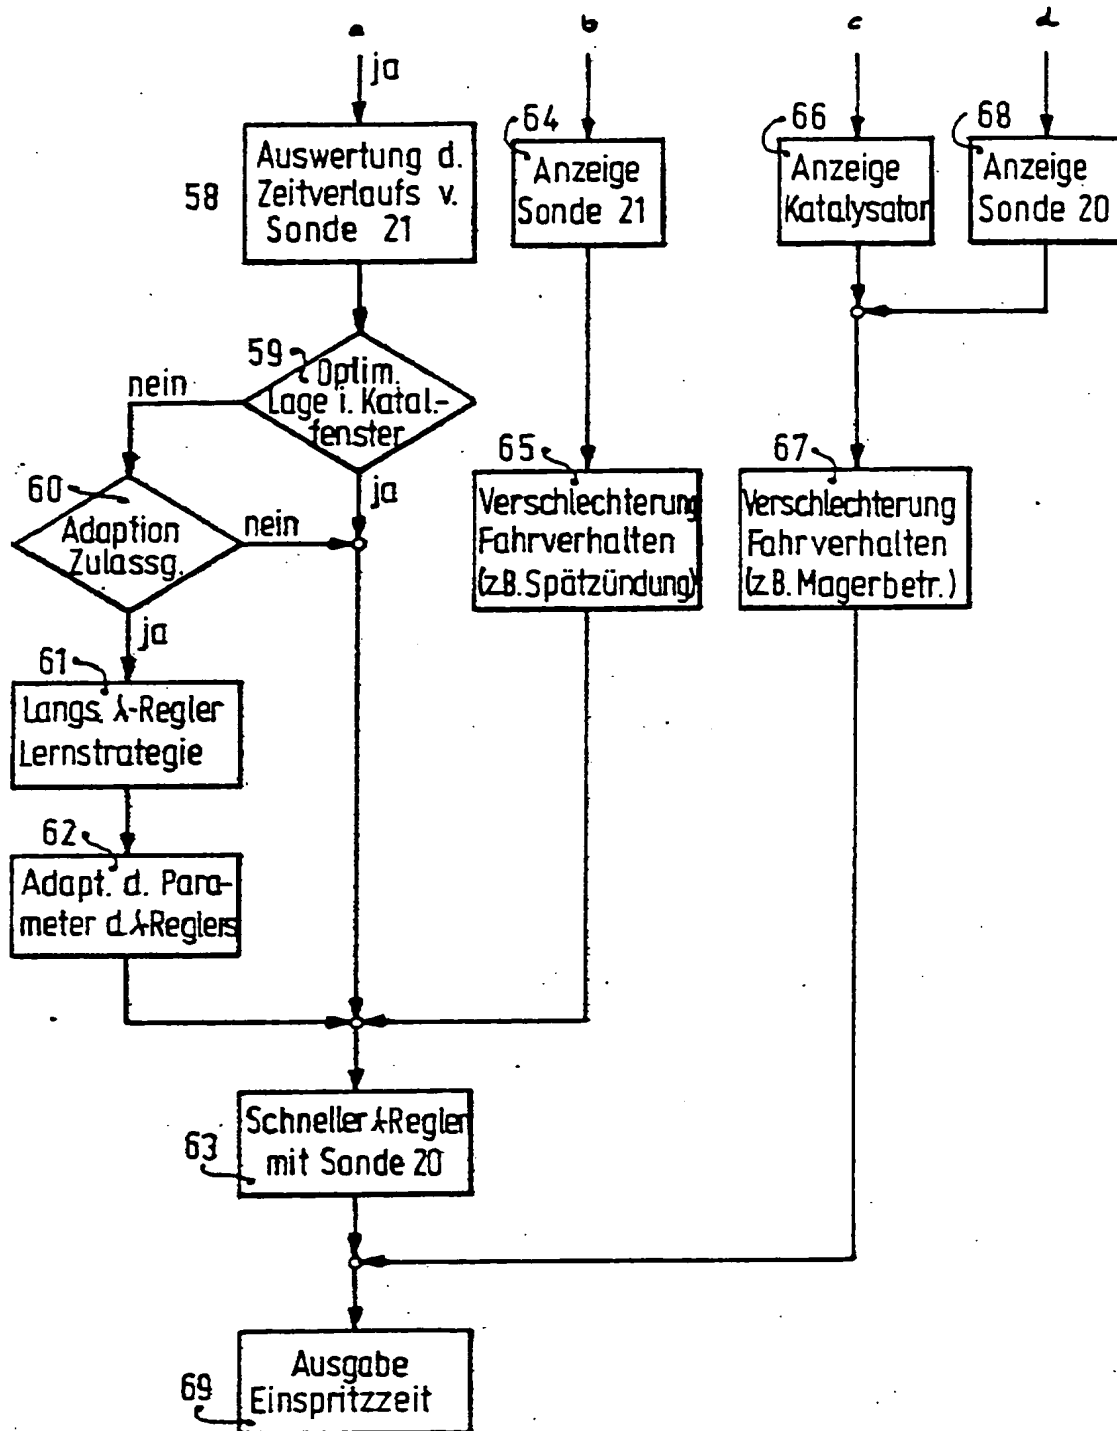 a
b
c
d
ja
58
Auswertung d.
Zeitverlaufs v.
Sonde 21
64
Anzeige
Sonde 21
66
Anzeige
Katalysator
68
Anzeige
Sonde 20
59
Optim.
Lage i. Katal.-
fenster
nein
ja
60
Adaption
Zulassg.
nein
ja
65
Verschlechterung
Fahrverhalten
(z.B. Spätzündung)
67
Verschlechterung
Fahrverhalten
(z.B. Magerbetr.)
61
Langs. λ-Regler
Lernstrategie
62
Adapt. d. Para-
meter d. λ-Reglers
63
Schneller λ-Regler
mit Sonde 20
69
Ausgabe
Einspritzzeit